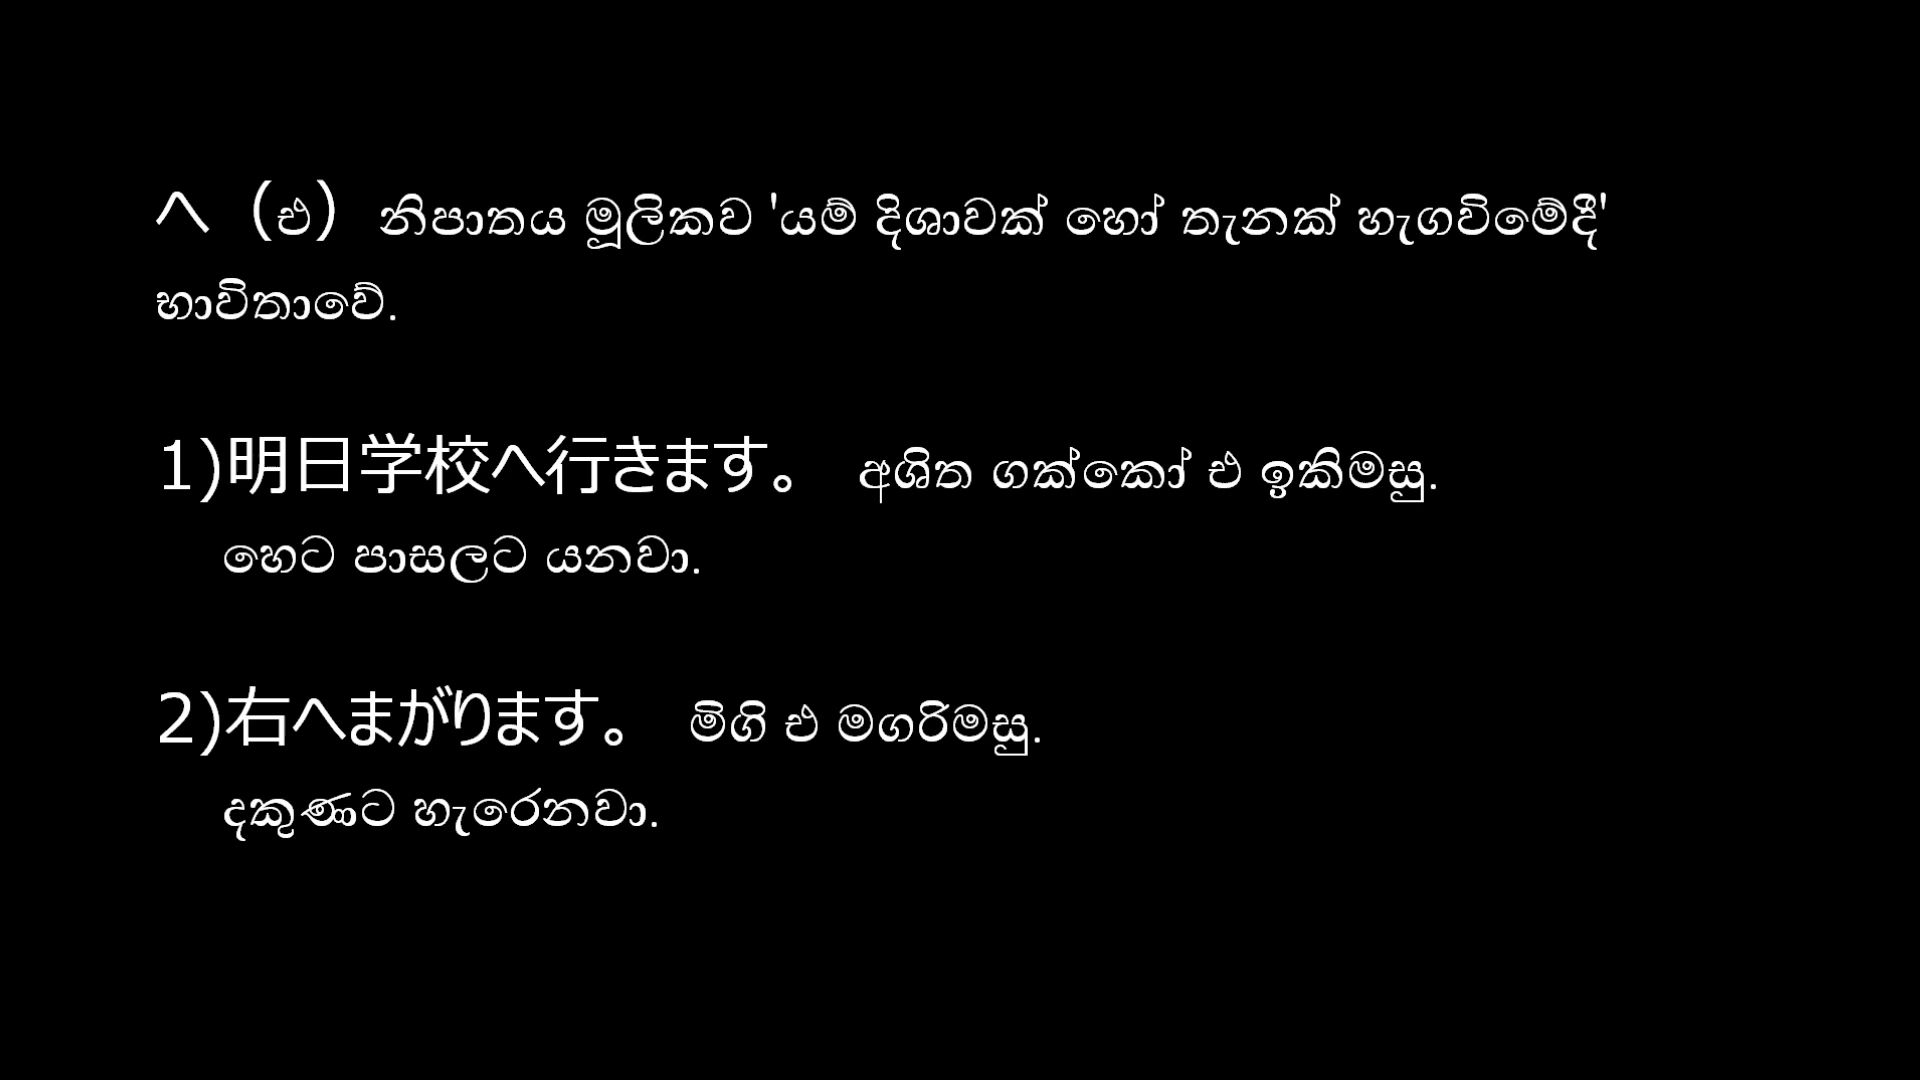 へ（එ）නිපාතය මූලිකව 'යම් දිශාවක් හෝ තැනක් හැගවිමේදී'
භාවිතාවේ.
1)明日学校へ行きます。 අශිත ගක්කෝ එ ඉකිමසු.
හෙට පාසලට යනවා.
2)右へまがります。 මිගි එ මගරිමසු.
දකුණට හැරෙනවා.